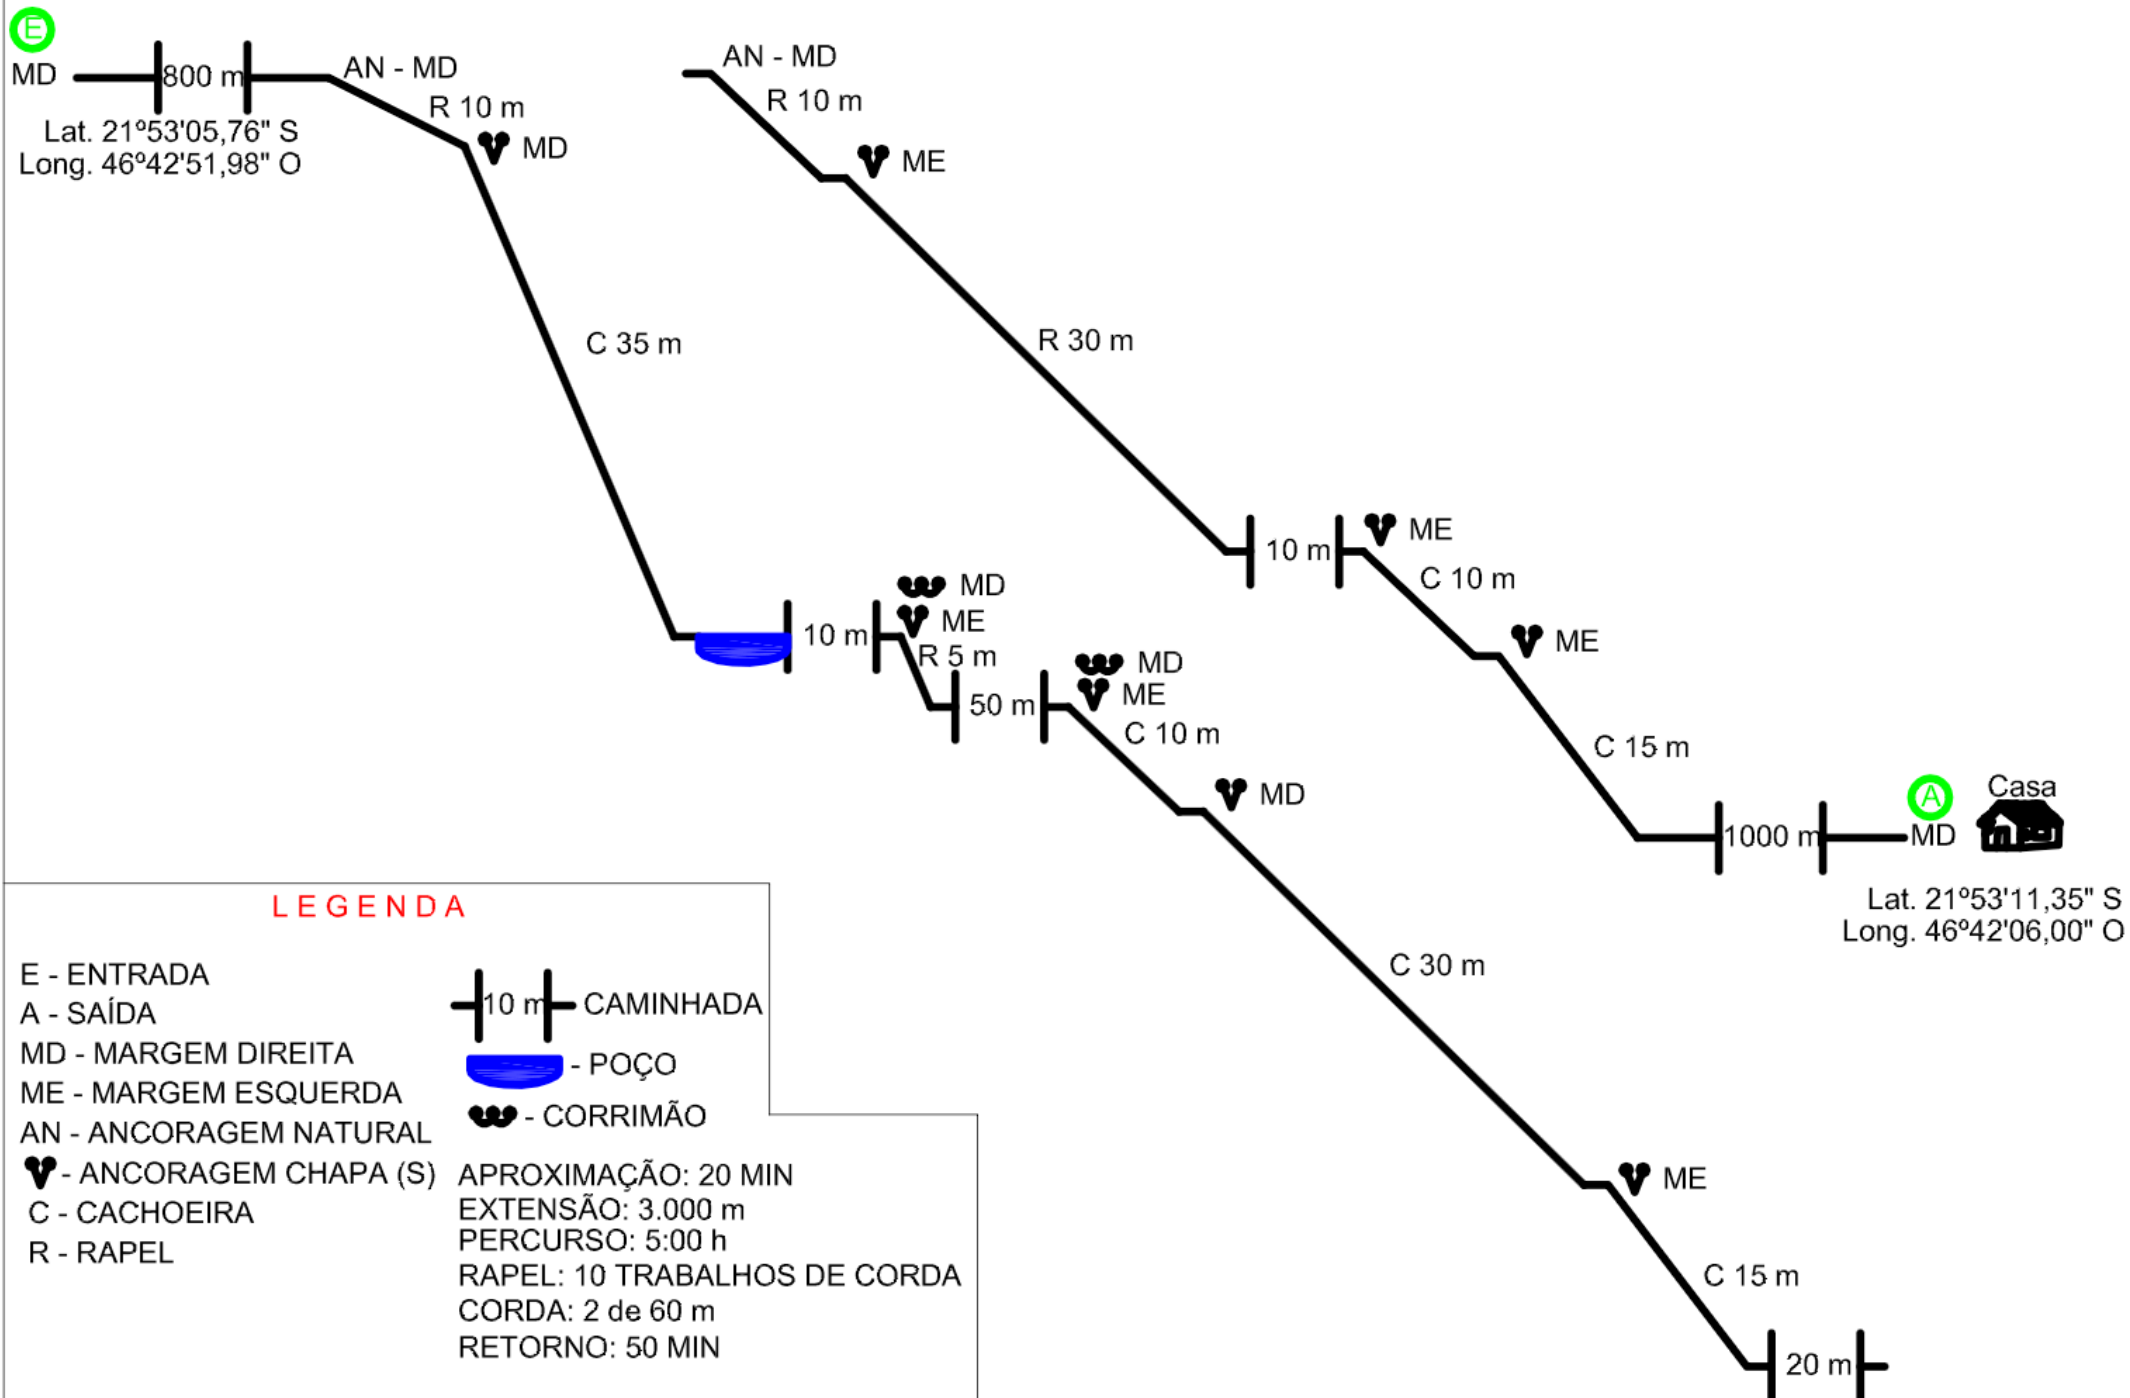 E
MD
800 m
Lat. 21º53'05,76" S
Long. 46º42'51,98" O
AN - MD
R 10 m
MD
C 35 m
10 m
MD
ME
R 5 m
50 m
MD
ME
C 10 m
MD
C 30 m
ME
C 15 m
20 m
AN - MD
R 10 m
ME
R 30 m
10 m
ME
C 10 m
ME
C 15 m
1000 m
A
MD
Casa
Lat. 21º53'11,35" S
Long. 46º42'06,00" O
LEGENDA
E - ENTRADA
A - SAÍDA
MD - MARGEM DIREITA
ME - MARGEM ESQUERDA
AN - ANCORAGEM NATURAL
- ANCORAGEM CHAPA (S)
C - CACHOEIRA
R - RAPEL
10 m CAMINHADA
- POÇO
- CORRIMÃO
APROXIMAÇÃO: 20 MIN
EXTENSÃO: 3.000 m
PERCURSO: 5:00 h
RAPEL: 10 TRABALHOS DE CORDA
CORDA: 2 de 60 m
RETORNO: 50 MIN